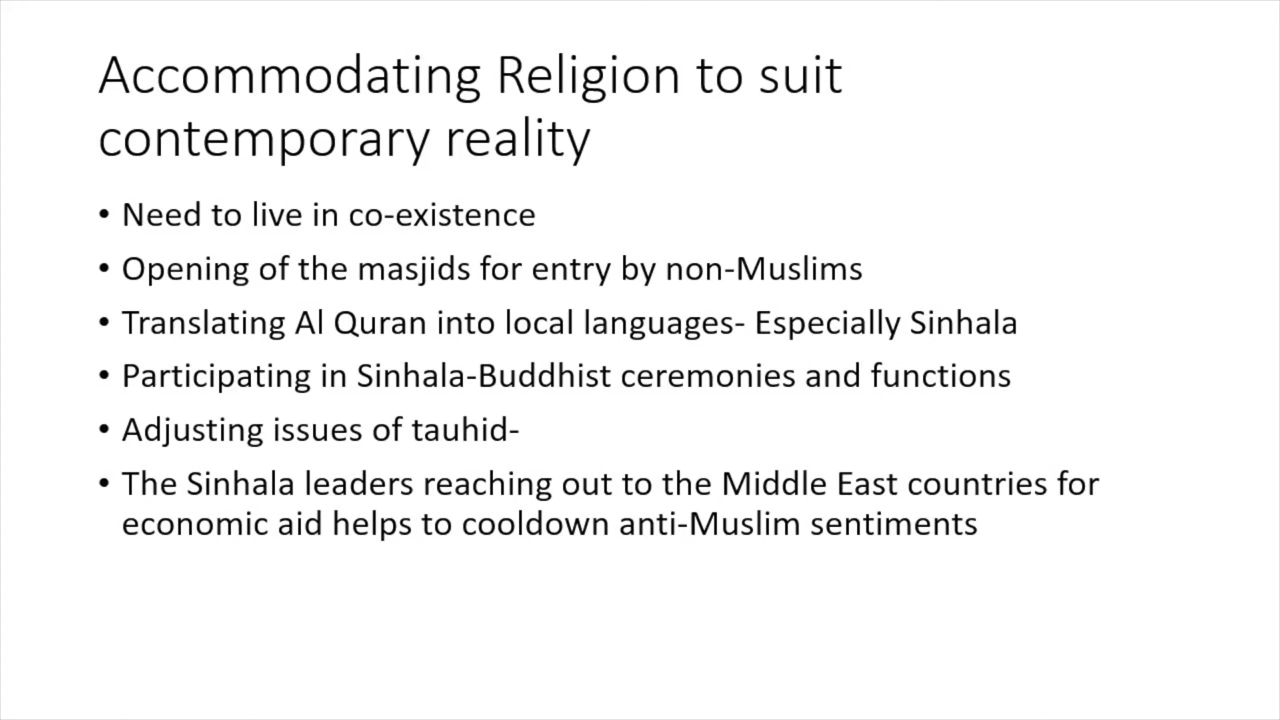 Accommodating Religion to suit
contemporary reality
• Need to live in co-existence
• Opening of the masjids for entry by non-Muslims
• Translating Al Quran into local languages- Especially Sinhala
• Participating in Sinhala-Buddhist ceremonies and functions
• Adjusting issues of tauhid-
• The Sinhala leaders reaching out to the Middle East countries for
economic aid helps to cooldown anti-Muslim sentiments